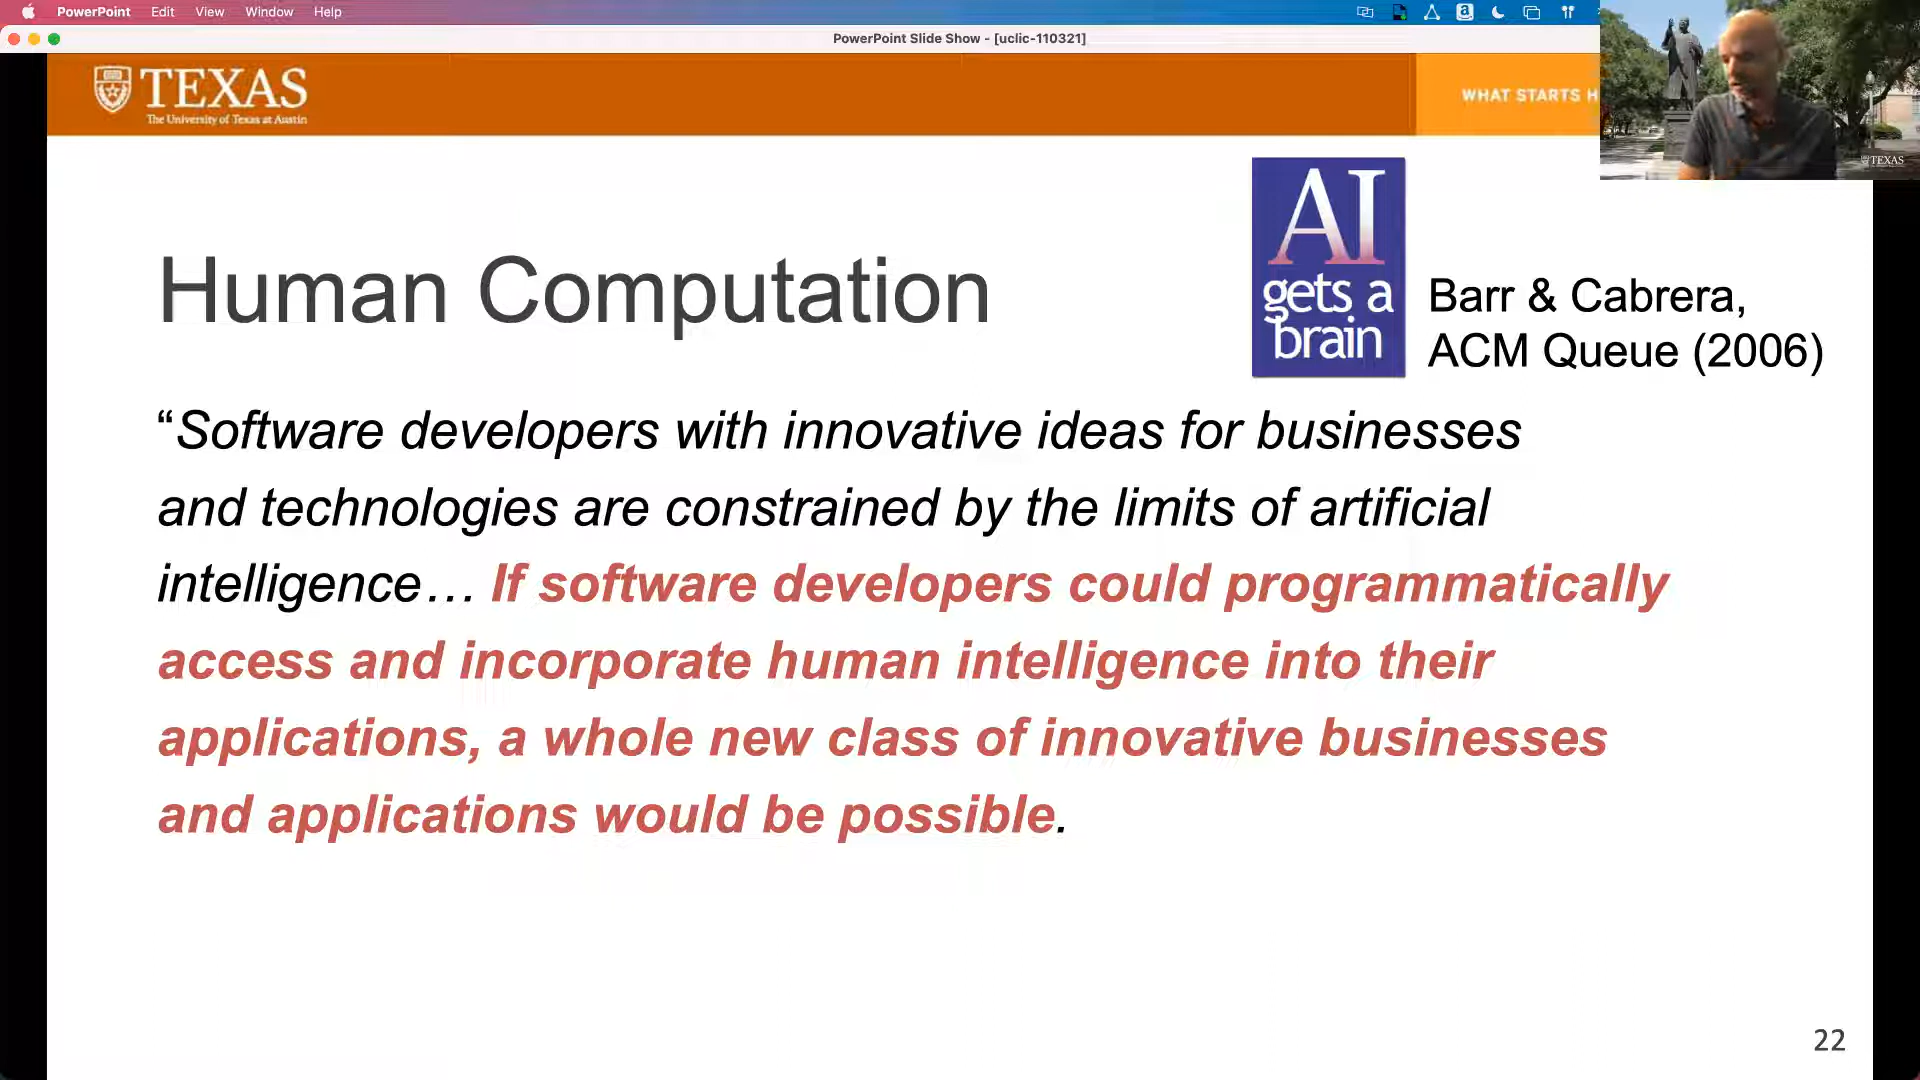 PowerPoint Edit View Window Help
PowerPoint Slide Show - [uclic-110321]
TEXAS
The University of Texas at Austin
WHAT STARTS H
TEXAS
AI
gets a
brain
Barr & Cabrera,
ACM Queue (2006)
Human Computation
“Software developers with innovative ideas for businesses
and technologies are constrained by the limits of artificial
intelligence… If software developers could programmatically
access and incorporate human intelligence into their
applications, a whole new class of innovative businesses
and applications would be possible.
22